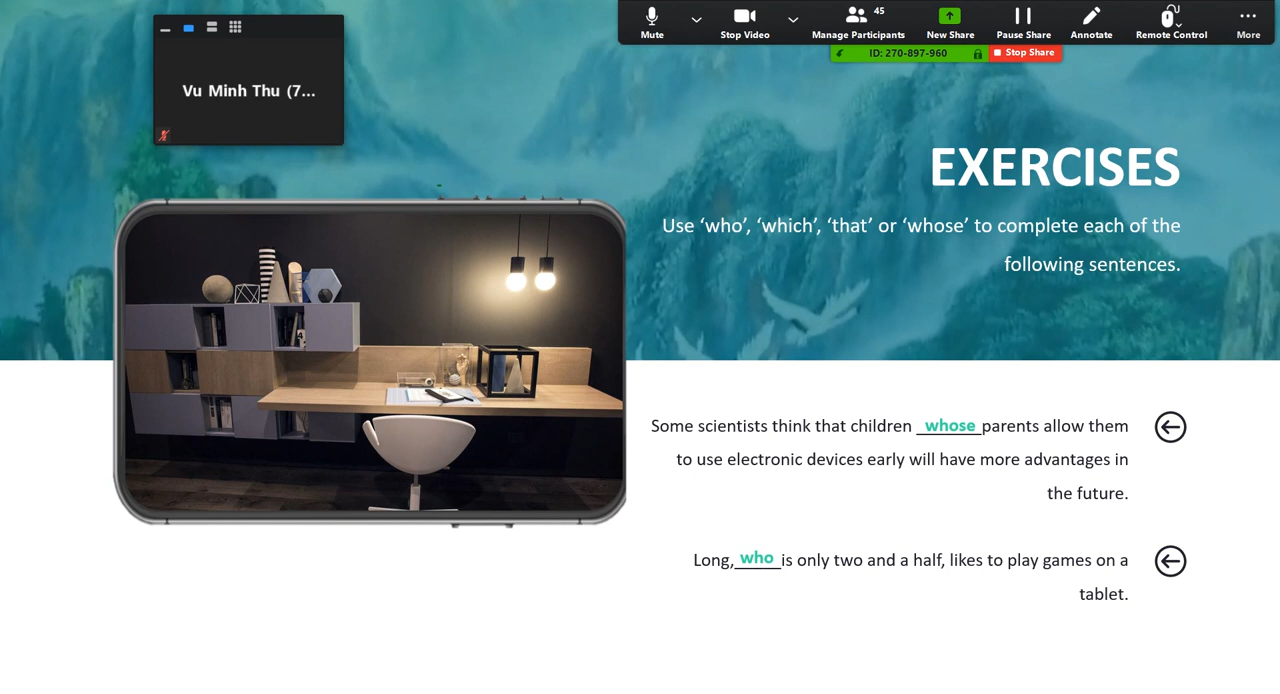 Vu Minh Thu (7...
Mute
Stop Video
45
Manage Participants
New Share
Pause Share
Annotate
Remote Control
More
ID: 270-897-960
Stop Share
EXERCISES
Use ‘who’, ‘which’, ‘that’ or ‘whose’ to complete each of the
following sentences.
Some scientists think that children whose parents allow them
to use electronic devices early will have more advantages in
the future.
Long, who is only two and a half, likes to play games on a
tablet.